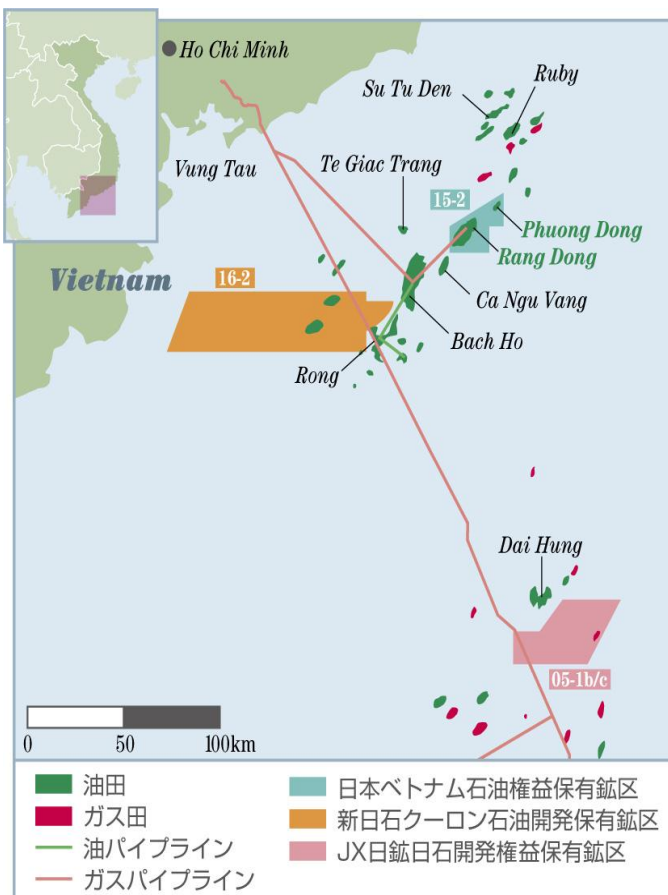 Ho Chi Minh
Su Tu Den
Ruby
Vung Tau
Te Giac Trang
15-2
Phuong Dong
Rang Dong
Vietnam
16-2
Ca Ngu Vang
Bach Ho
Rong
Dai Hung
05-1b/c
0 50 100km
油田
ガス田
油パイプライン
ガスパイプライン
日本ベトナム石油権益保有鉱区
新日石クーロン石油開発保有鉱区
JX日鉱日石開発権益保有鉱区